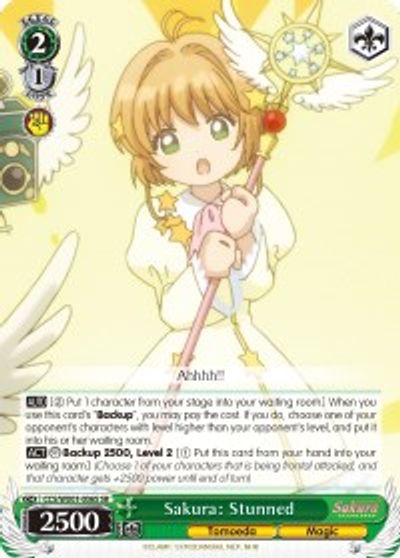 2
1
Ahhhh!!
AUTO [② Put 1 character from your stage into your waiting room] When you
use this card's "Backup", you may pay the cost. If you do, choose one of your
opponent's characters with level higher than your opponent's level, and put
it into his or her waiting room.
ACT Backup 2500, Level 2 [① Put this card from your hand into your
waiting room] (Choose 1 of your characters that is being frontal attacked, and
that character gets +2500 power until end of turn)
Sakura: Stunned
Sakura
2500
Tomoeda
Magic